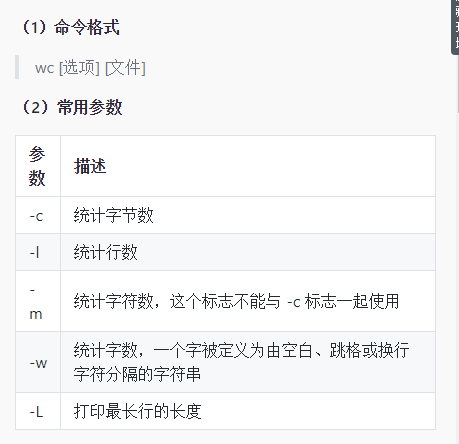 （1）命令格式
wc [选项] [文件]
（2）常用参数
参
数
描述
-c
统计字节数
-l
统计行数
-
m
统计字符数，这个标志不能与 -c 标志一起使用
-w
统计字数，一个字被定义为由空白、跳格或换行
字符分隔的字符串
-L
打印最长行的长度